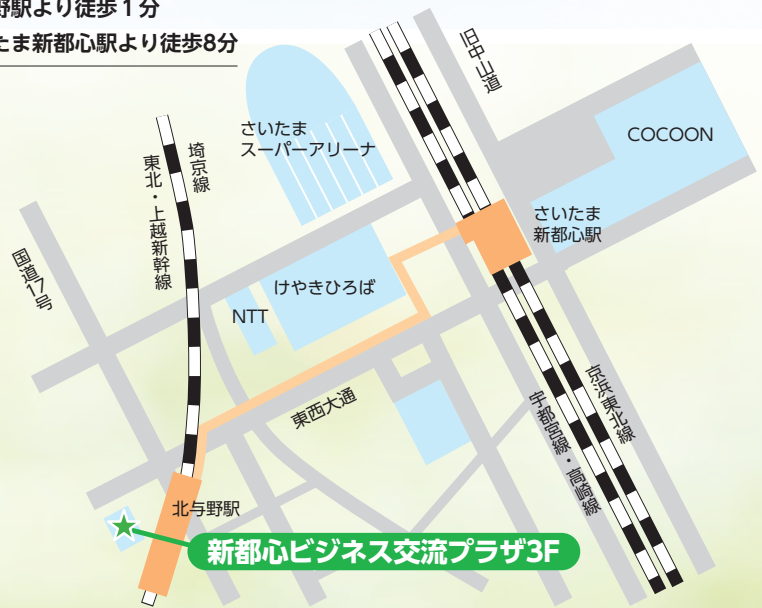 野駅より徒歩1分
たま新都心駅より徒歩8分
旧中山道
さいたま
スーパーアリーナ
COCOON
埼京線
東北・上越新幹線
さいたま
新都心駅
国道17号
けやきひろば
NTT
東西大通
京浜東北線
宇都宮線・高崎線
北与野駅
新都心ビジネス交流プラザ3F